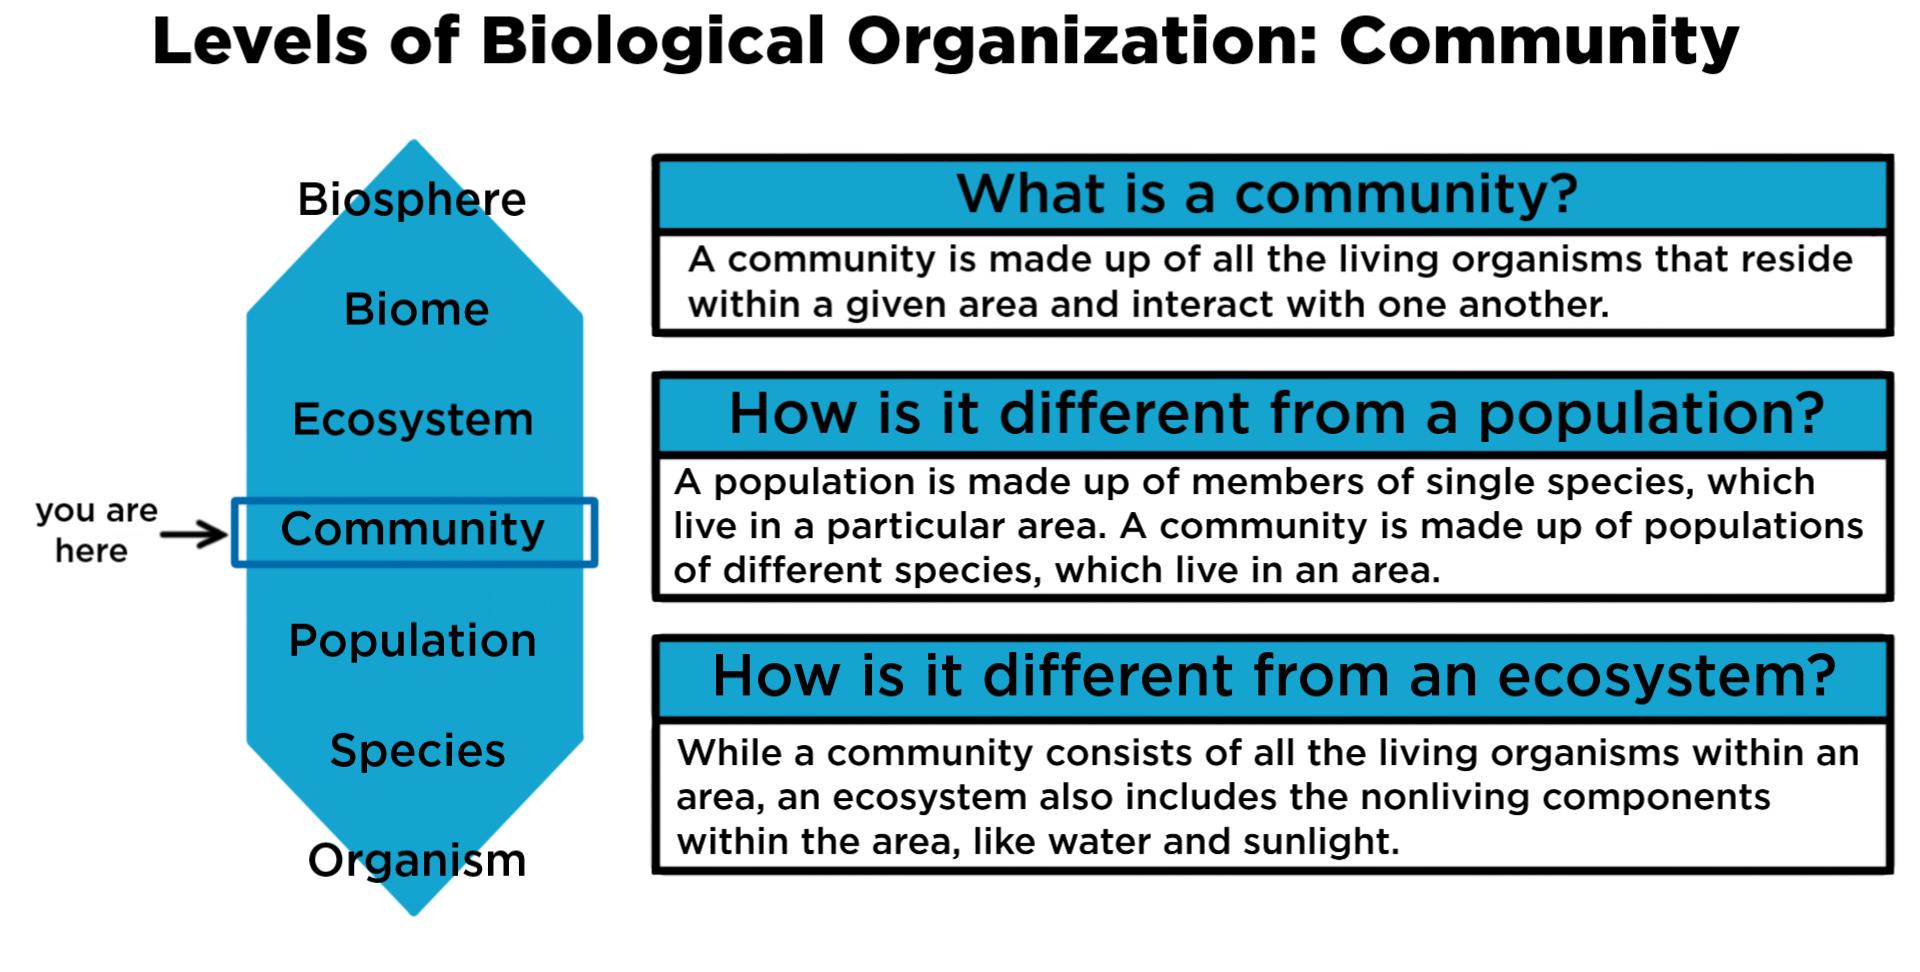 Levels of Biological Organization: Community
Biosphere
Biome
Ecosystem
you are
here
Community
Population
Species
Organism
What is a community?
A community is made up of all the living organisms that reside
within a given area and interact with one another.
How is it different from a population?
A population is made up of members of single species, which
live in a particular area. A community is made up of populations
of different species, which live in an area.
How is it different from an ecosystem?
While a community consists of all the living organisms within an
area, an ecosystem also includes the nonliving components
within the area, like water and sunlight.